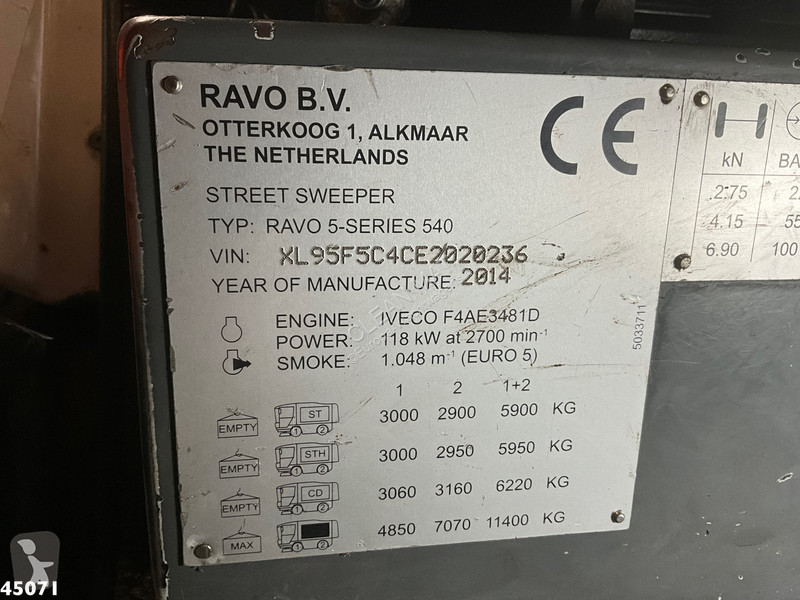 RAVO B.V.
OTTERKOOG 1, ALKMAAR
THE NETHERLANDS
CE
STREET SWEEPER
TYP: RAVO 5-SERIES 540
VIN: XL95F5C4CE2020236
YEAR OF MANUFACTURE: 2014
ENGINE: IVECO F4AE3481D
POWER: 118 kW at 2700 min⁻¹
SMOKE: 1.048 m⁻¹ (EURO 5)
1 2 1+2
EMPTY ST 3000 2900 5900 KG
EMPTY STH 3000 2950 5950 KG
EMPTY CD 3060 3160 6220 KG
MAX 4850 7070 11400 KG
5033711
kN
2.75
4.15 55
6.90 100
45071